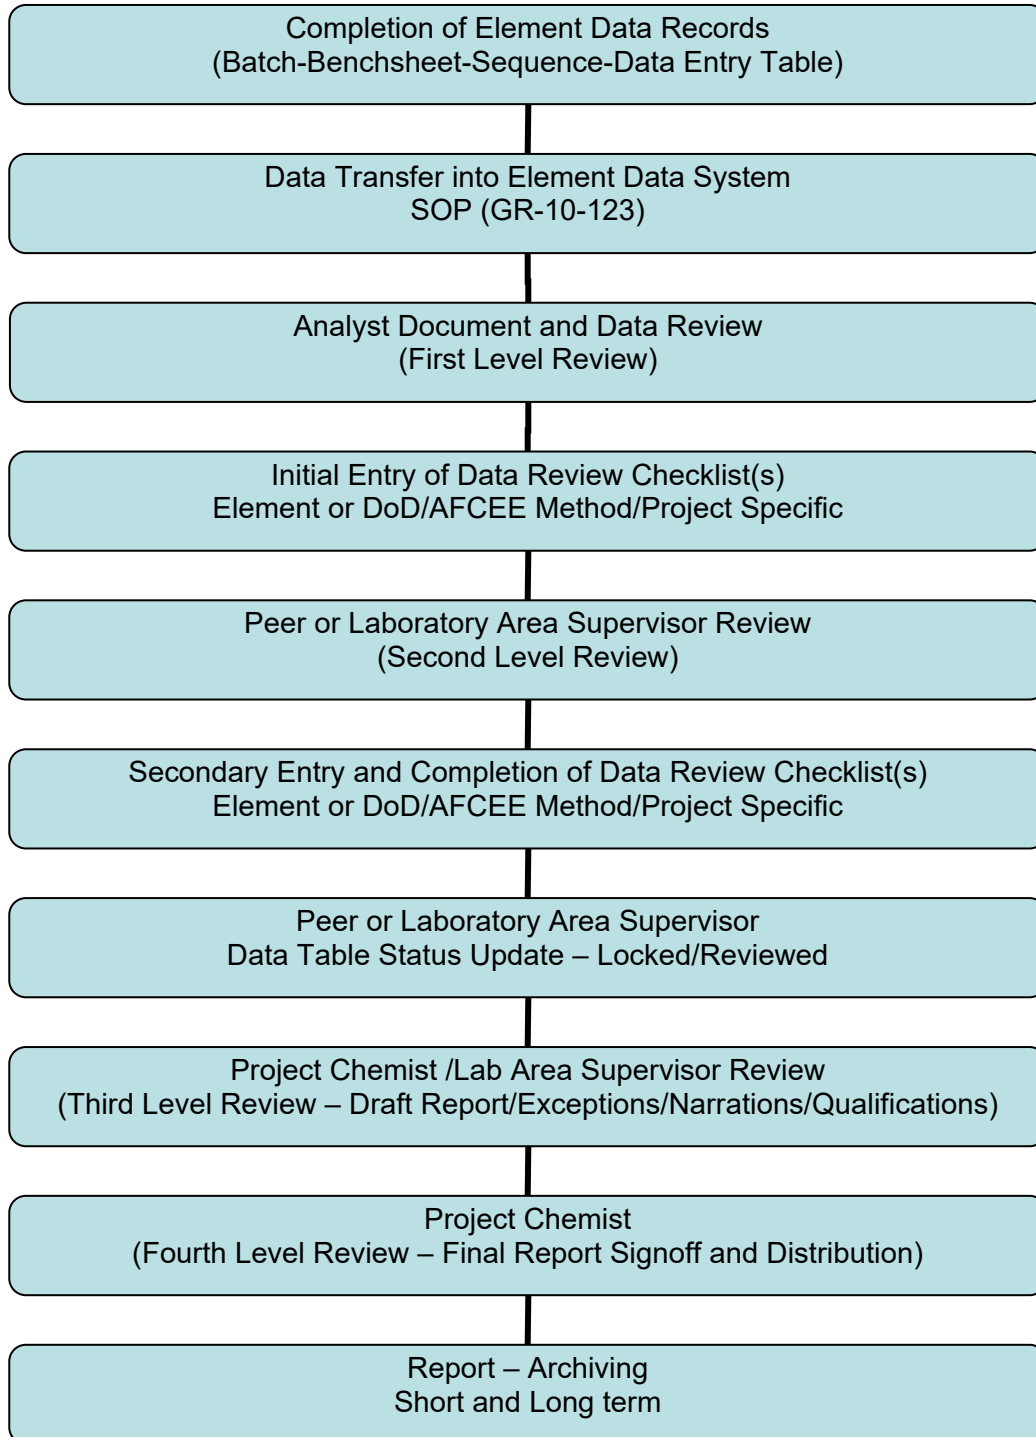 Completion of Element Data Records
(Batch-Benchsheet-Sequence-Data Entry Table)
Data Transfer into Element Data System
SOP (GR-10-123)
Analyst Document and Data Review
(First Level Review)
Initial Entry of Data Review Checklist(s)
Element or DoD/AFCEE Method/Project Specific
Peer or Laboratory Area Supervisor Review
(Second Level Review)
Secondary Entry and Completion of Data Review Checklist(s)
Element or DoD/AFCEE Method/Project Specific
Peer or Laboratory Area Supervisor
Data Table Status Update – Locked/Reviewed
Project Chemist /Lab Area Supervisor Review
(Third Level Review – Draft Report/Exceptions/Narrations/Qualifications)
Project Chemist
(Fourth Level Review – Final Report Signoff and Distribution)
Report – Archiving
Short and Long term